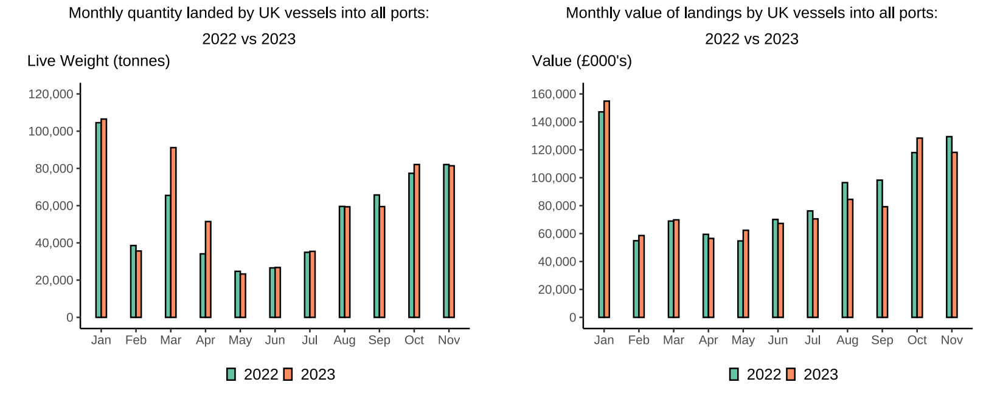 Monthly quantity landed by UK vessels into all ports:
2022 vs 2023
Live Weight (tonnes)
120,000
100,000
80,000
60,000
40,000
20,000
0
Jan Feb Mar Apr May Jun Jul Aug Sep Oct Nov
2022 2023
Monthly value of landings by UK vessels into all ports:
2022 vs 2023
Value (£000's)
160,000
140,000
120,000
100,000
80,000
60,000
40,000
20,000
0
Jan Feb Mar Apr May Jun Jul Aug Sep Oct Nov
2022 2023